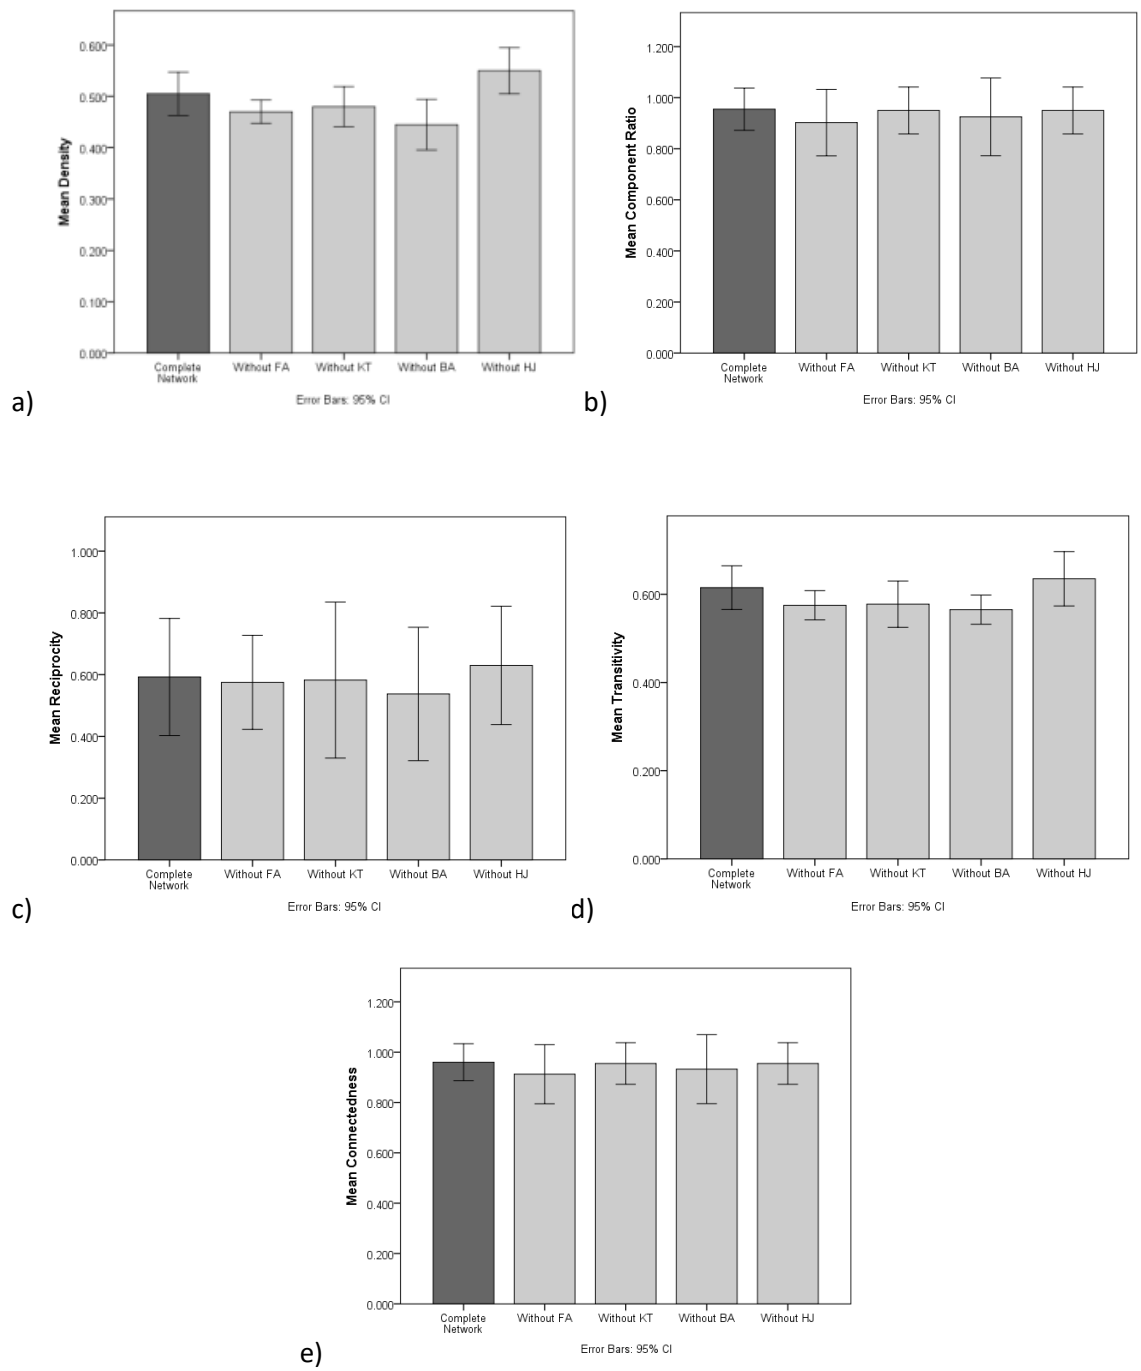 Mean Density
0.600
0.500
0.400
0.300
0.200
0.100
0.000
Complete Network Without FA Without KT Without BA Without HJ
Error Bars: 95% CI
a)
Mean Component Ratio
1.200
1.000
0.800
0.600
0.400
0.200
0.000
Complete Network Without FA Without KT Without BA Without HJ
Error Bars: 95% CI
b)
Mean Reciprocity
1.000
0.800
0.600
0.400
0.200
0.000
Complete Network Without FA Without KT Without BA Without HJ
Error Bars: 95% CI
c)
Mean Transitivity
0.600
0.400
0.200
0.000
Complete Network Without FA Without KT Without BA Without HJ
Error Bars: 95% CI
d)
Mean Connectedness
1.200
1.000
0.800
0.600
0.400
0.200
0.000
Complete Network Without FA Without KT Without BA Without HJ
Error Bars: 95% CI
e)